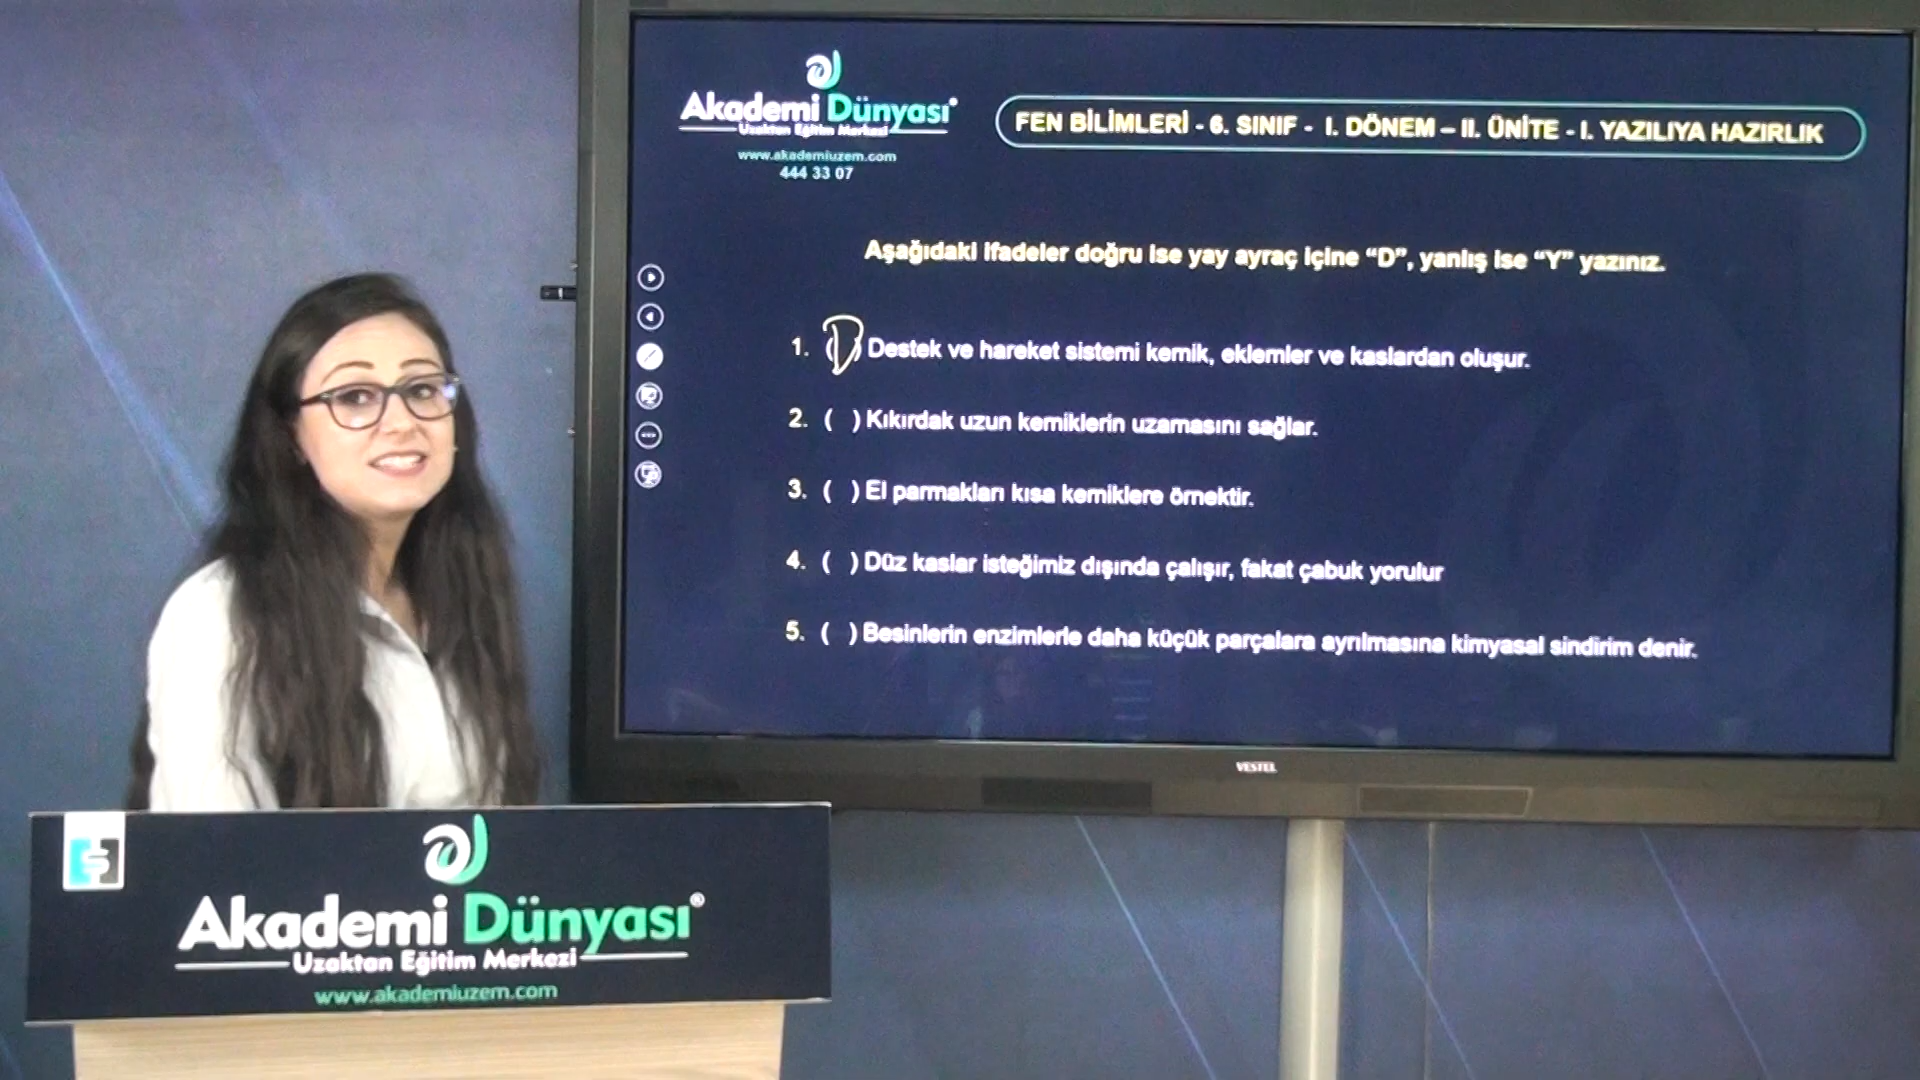 Akademi Dünyası
Uzaktan Eğitim Merkezi
www.akademiuzem.com
444 33 07
FEN BİLİMLERİ - 6. SINIF - I. DÖNEM – II. ÜNİTE - I. YAZILIYA HAZIRLIK
Aşağıdaki ifadeler doğru ise yay ayraç içine “D”, yanlış ise “Y” yazınız.
1. (D) Destek ve hareket sistemi kemik, eklemler ve kaslardan oluşur.
2. ( ) Kıkırdak uzun kemiklerin uzamasını sağlar.
3. ( ) El parmakları kısa kemiklere örnektir.
4. ( ) Düz kaslar isteğimiz dışında çalışır, fakat çabuk yorulur
5. ( ) Besinlerin enzimlerle daha küçük parçalara ayrılmasına kimyasal sindirim denir.
VESTEL
Akademi Dünyası®
Uzaktan Eğitim Merkezi
www.akademiuzem.com